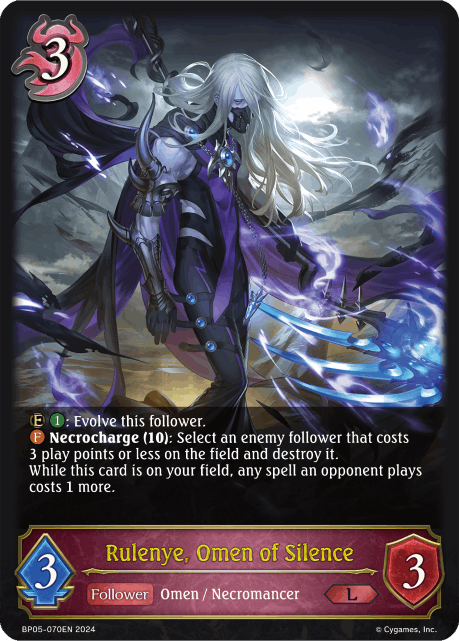 3
E 1: Evolve this follower.
F Necrocharge (10): Select an enemy follower that costs
3 play points or less on the field and destroy it.
While this card is on your field, any spell an opponent plays
costs 1 more.
Rulenye, Omen of Silence
3
Follower Omen / Necromancer L
3
BP05-070EN 2024
© Cygames, Inc.